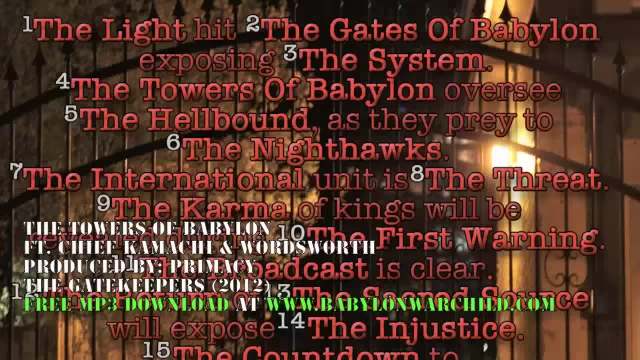 1The Light hit 2The Gates Of Babylon
exposing 3The System.
4The Towers Of Babylon oversee
5The Hellbound, as they prey to
6The Nighthawks.
7The International unit is 8The Threat.
9The Karma of kings will be
10The First Warning.
THE TOWERS OF BABYLON
FT. CHIEF KAMACHI & WORDSWORTH
PRODUCED BY: PRIMACY
is clear.
THE GATEKEEPERS (2012)
13The Second Source
FREE MP3 DOWNLOAD AT WWW.BABYLONWARCHILD.COM
will expose 14The Injustice.
15The Countdown to